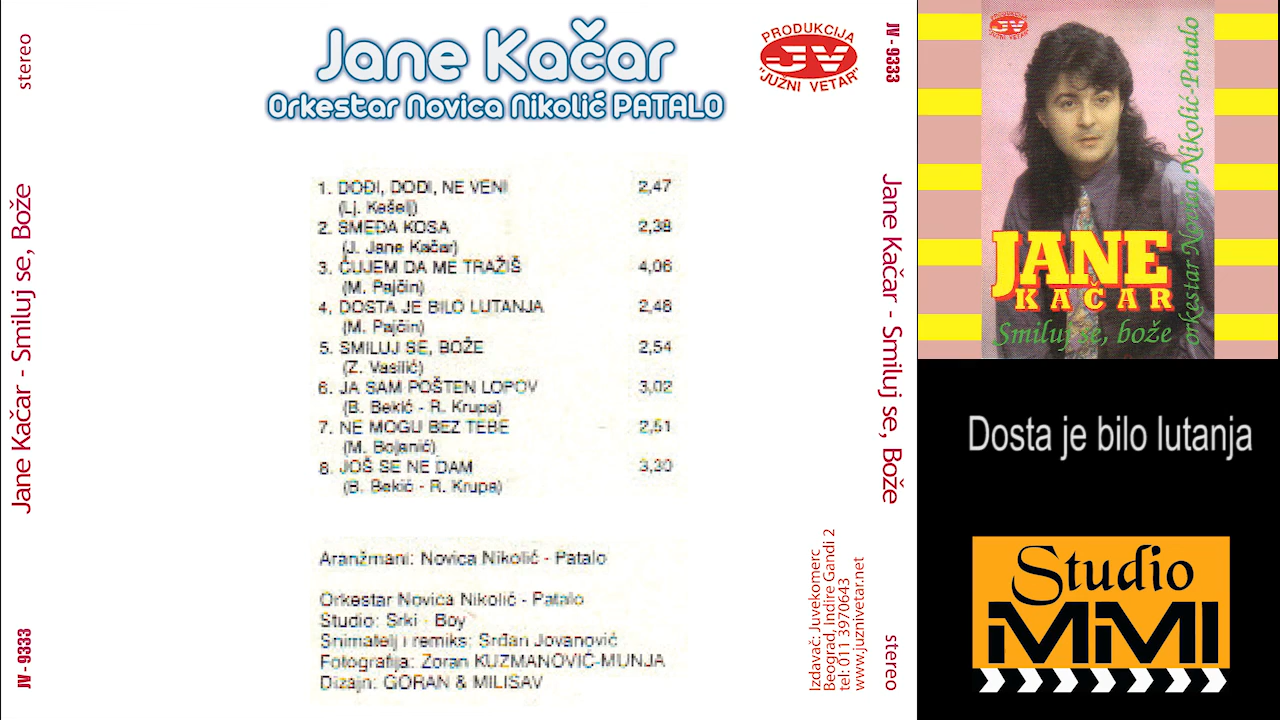 stereo
Jane Kačar - Smiluj se, Bože
JV - 9333
Jane Kačar
Orkestar Novica Nikolić PATALO
PRODUKCIJA
JV
"JUŽNI VETAR"
1. DOĐI, DODI, NE VENI 2,47
(Lj. Kešelj)
2. SMEĐA KOSA 2,38
(J. Jane Kačar)
3. ČUJEM DA ME TRAŽIŠ 4,06
(M. Pajčin)
4. DOSTA JE BILO LUTANJA 2,48
(M. Pajčin)
5. SMILUJ SE, BOŽE 2,54
(Z. Vasilić)
6. JA SAM POŠTEN LOPOV 3,02
(B. Bekić - R. Krupa)
7. NE MOGU BEZ TEBE 2,51
(M. Bojanić)
8. JOŠ SE NE DAM 3,30
(B. Bekić - R. Krupa)
Aranžmani: Novica Nikolić - Patalo
Orkestar Novica Nikolić - Patalo
Studio: Srki - Boy
Snimatelj i remiks: Srđan Jovanović
Fotografija: Zoran KUZMANOVIĆ-MUNJA
Dizajn: GORAN & MILISAV
Izdavač: Juvekomerc
Beograd, Indire Gandi 2
tel: 011 3970643
www.juznivetar.net
JV - 9333
Jane Kačar - Smiluj se, Bože
stereo
PRODUKCIJA
JV
"JUŽNI VETAR"
orkestar Novica Nikolić-Patalo
JANE
KAČAR
Smiluj se, bože
Dosta je bilo lutanja
Studio
MMI